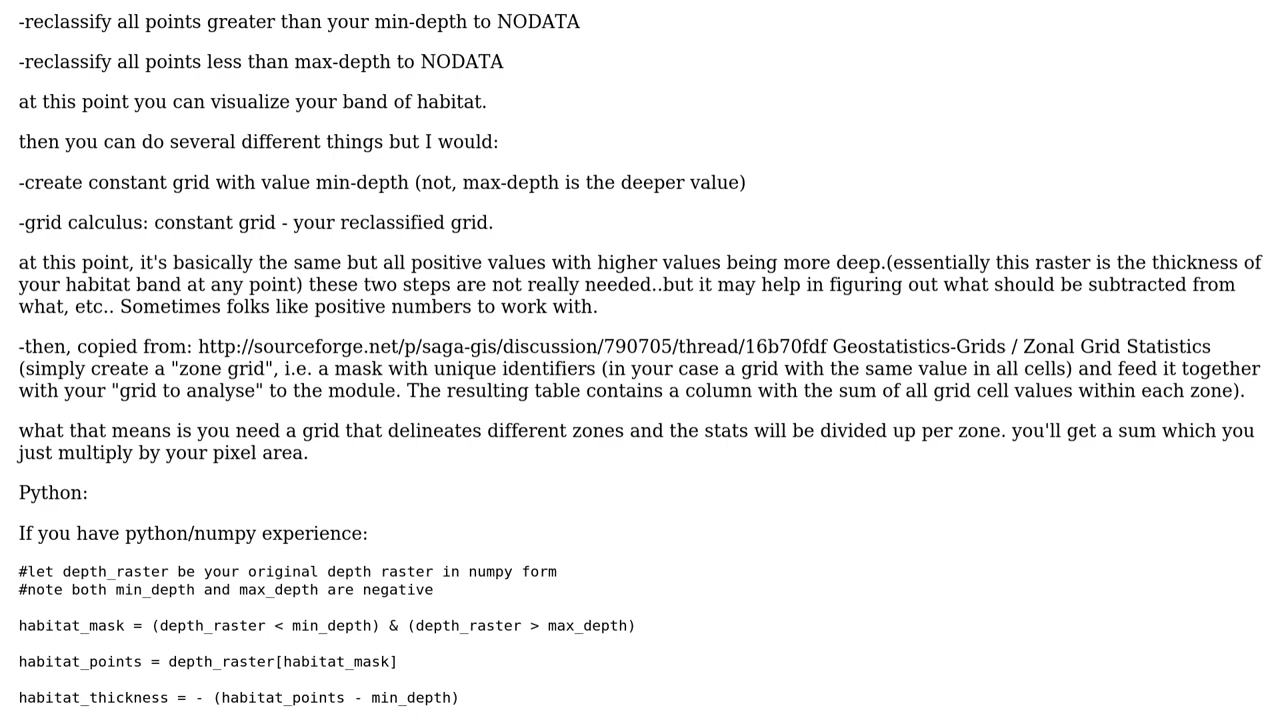 -reclassify all points greater than your min-depth to NODATA
-reclassify all points less than max-depth to NODATA
at this point you can visualize your band of habitat.
then you can do several different things but I would:
-create constant grid with value min-depth (not, max-depth is the deeper value)
-grid calculus: constant grid - your reclassified grid.
at this point, it's basically the same but all positive values with higher values being more deep.(essentially this raster is the thickness of
your habitat band at any point) these two steps are not really needed..but it may help in figuring out what should be subtracted from
what, etc.. Sometimes folks like positive numbers to work with.
-then, copied from: http://sourceforge.net/p/saga-gis/discussion/790705/thread/16b70fdf Geostatistics-Grids / Zonal Grid Statistics
(simply create a "zone grid", i.e. a mask with unique identifiers (in your case a grid with the same value in all cells) and feed it together
with your "grid to analyse" to the module. The resulting table contains a column with the sum of all grid cell values within each zone).
what that means is you need a grid that delineates different zones and the stats will be divided up per zone. you'll get a sum which you
just multiply by your pixel area.
Python:
If you have python/numpy experience:
#let depth_raster be your original depth raster in numpy form
#note both min_depth and max_depth are negative
habitat_mask = (depth_raster < min_depth) & (depth_raster > max_depth)
habitat_points = depth_raster[habitat_mask]
habitat_thickness = - (habitat_points - min_depth)